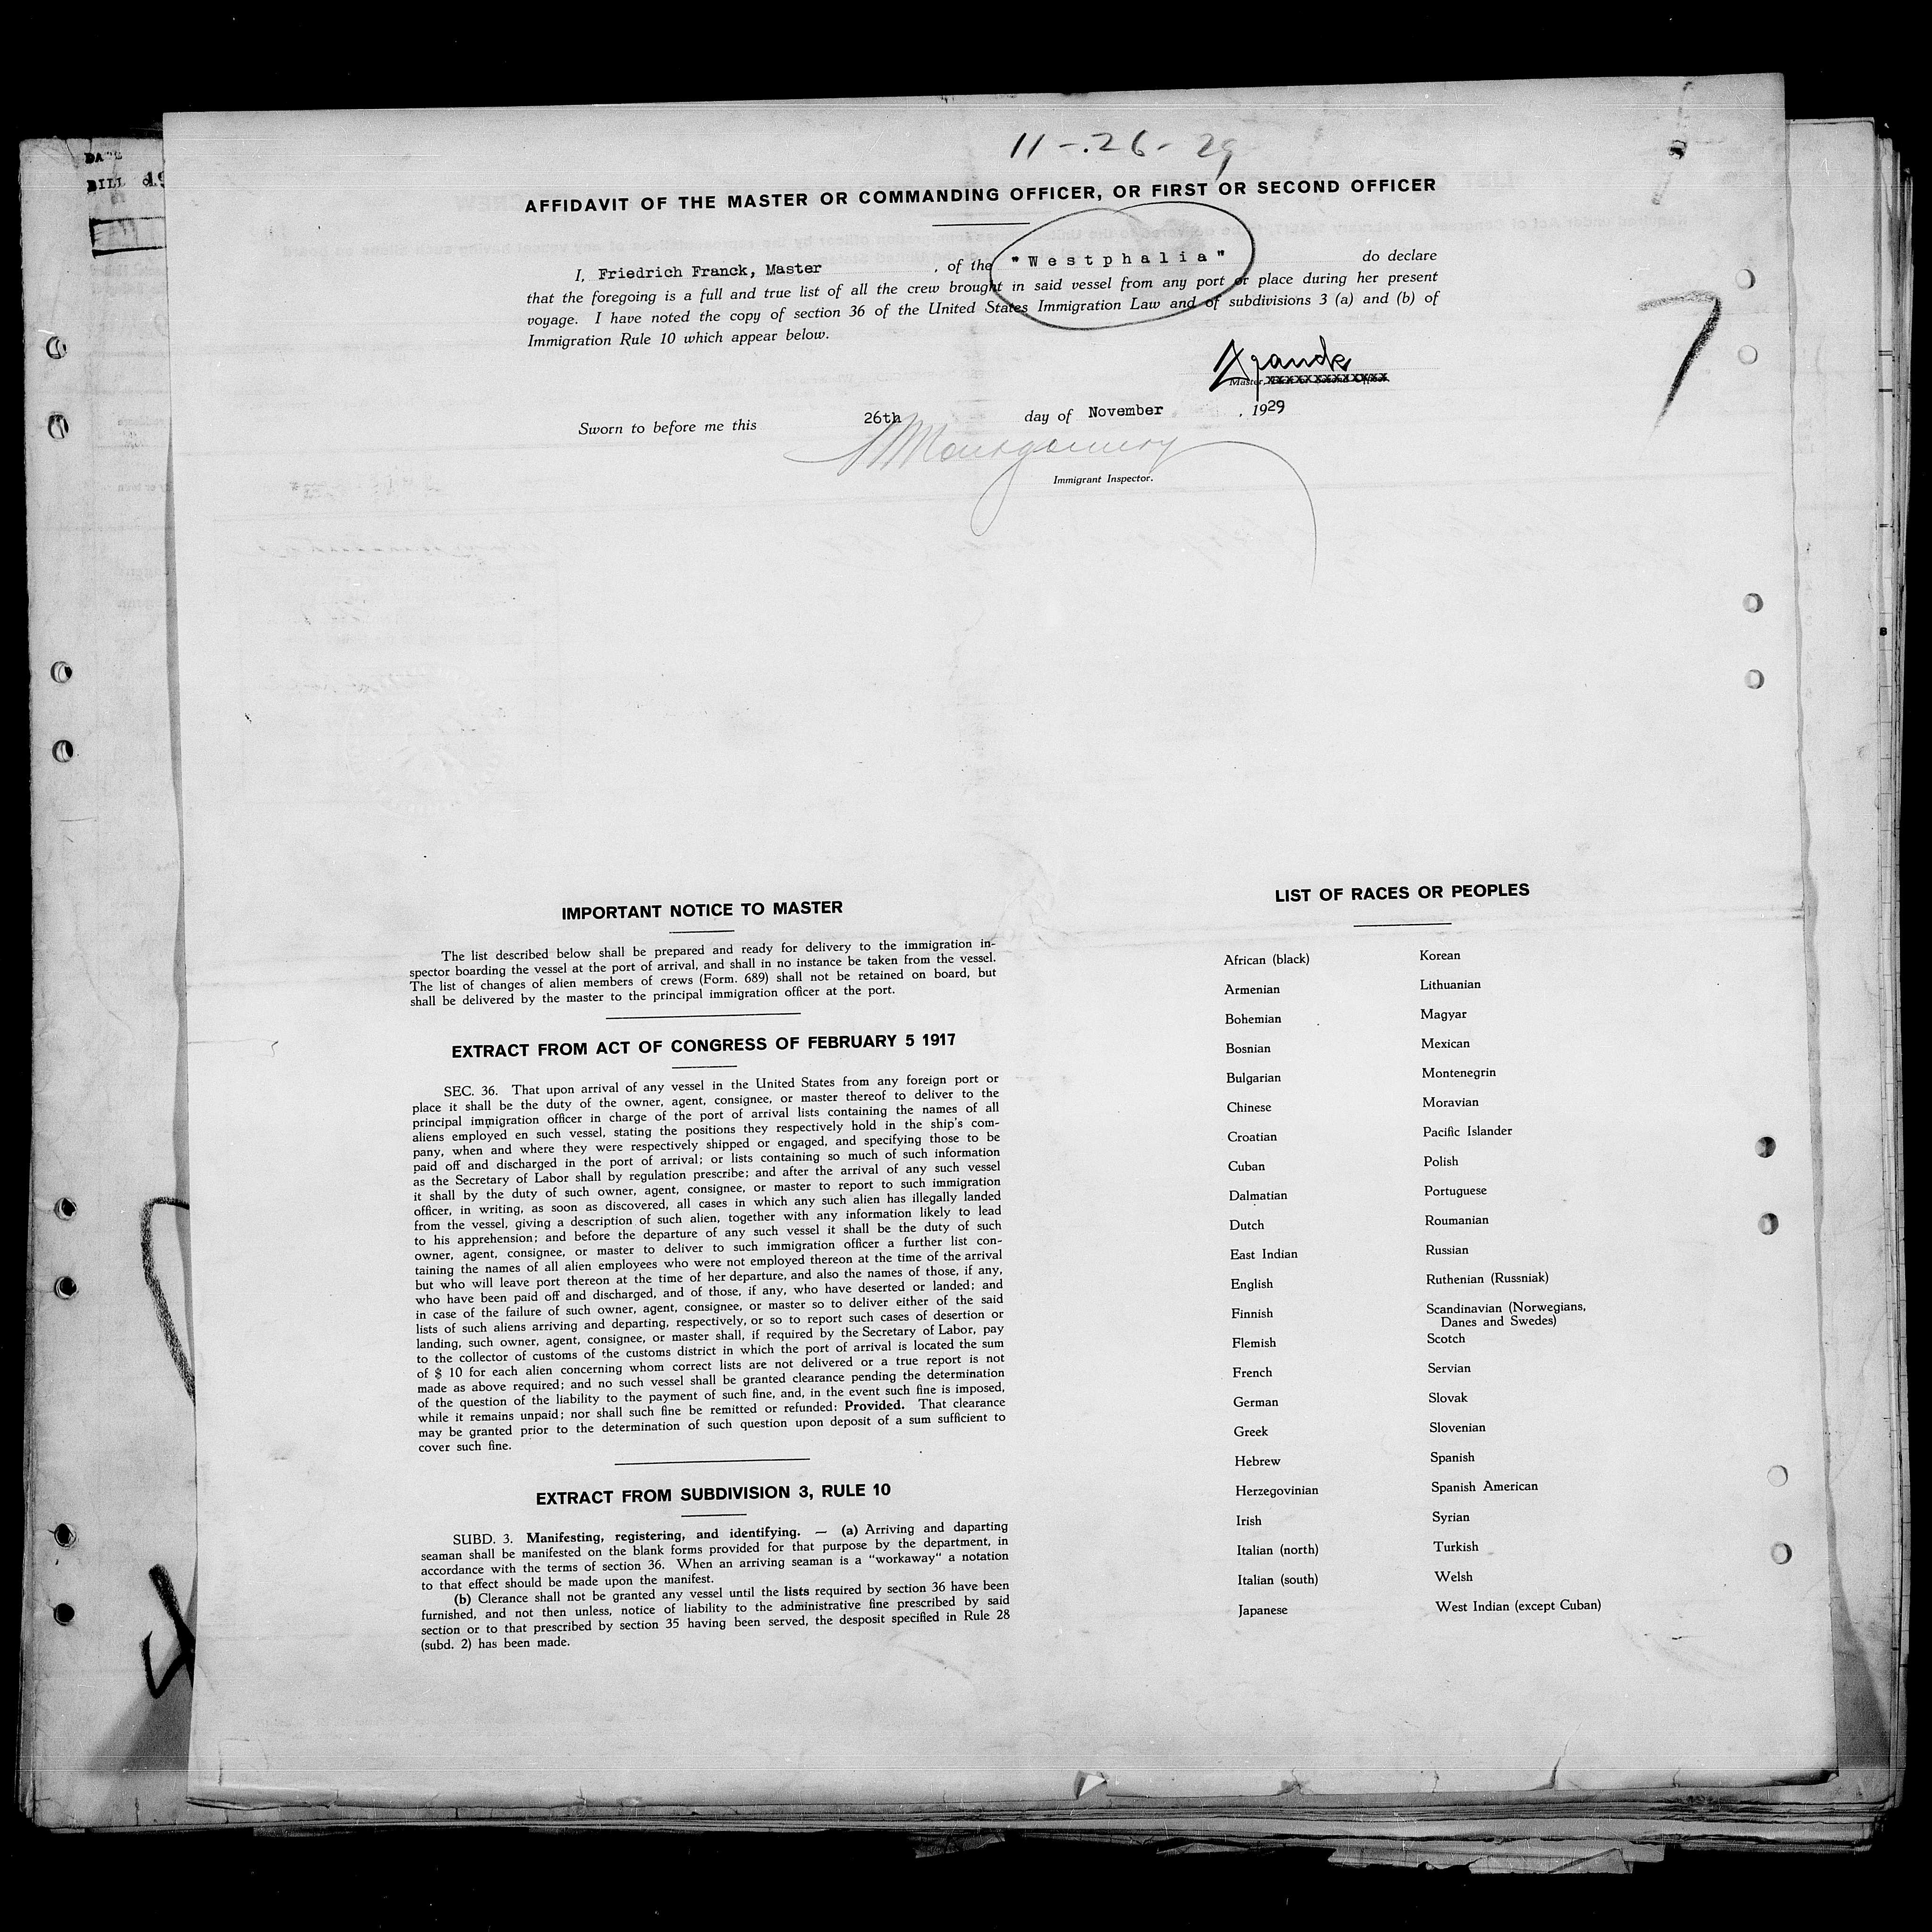 DATE
BILL
11-26-29
7
AFFIDAVIT OF THE MASTER OR COMMANDING OFFICER, OR FIRST OR SECOND OFFICER
I, Friedrich Franck, Master , of the "Westphalia" do declare
that the foregoing is a full and true list of all the crew brought in said vessel from any port or place during her present
voyage. I have noted the copy of section 36 of the United States Immigration Law and of subdivisions 3 (a) and (b) of
Immigration Rule 10 which appear below.
Franck
Master,
Sworn to before me this 26th day of November , 1929
Montgomery
Immigrant Inspector.
IMPORTANT NOTICE TO MASTER
The list described below shall be prepared and ready for delivery to the immigration in-
spector boarding the vessel at the port of arrival, and shall in no instance be taken from the vessel.
The list of changes of alien members of crews (Form. 689) shall not be retained on board, but
shall be delivered by the master to the principal immigration officer at the port.
EXTRACT FROM ACT OF CONGRESS OF FEBRUARY 5 1917
SEC. 36. That upon arrival of any vessel in the United States from any foreign port or
place it shall be the duty of the owner, agent, consignee, or master thereof to deliver to the
principal immigration officer in charge of the port of arrival lists containing the names of all
aliens employed en such vessel, stating the positions they respectively hold in the ship's com-
pany, when and where they were respectively shipped or engaged, and specifying those to be
paid off and discharged in the port of arrival; or lists containing so much of such information
as the Secretary of Labor shall by regulation prescribe; and after the arrival of any such vessel
it shall by the duty of such owner, agent, consignee, or master to report to such immigration
officer, in writing, as soon as discovered, all cases in which any such alien has illegally landed
from the vessel, giving a description of such alien, together with any information likely to lead
to his apprehension; and before the departure of any such vessel it shall be the duty of such
owner, agent, consignee, or master to deliver to such immigration officer a further list con-
taining the names of all alien employees who were not employed thereon at the time of the arrival
but who will leave port thereon at the time of her departure, and also the names of those, if any,
who have been paid off and discharged, and of those, if any, who have deserted or landed; and
in case of the failure of such owner, agent, consignee, or master so to deliver either of the said
lists of such aliens arriving and departing, respectively, or so to report such cases of desertion or
landing, such owner, agent, consignee, or master shall, if required by the Secretary of Labor, pay
to the collector of customs of the customs district in which the port of arrival is located the sum
of $ 10 for each alien concerning whom correct lists are not delivered or a true report is not
made as above required; and no such vessel shall be granted clearance pending the determination
of the question of the liability to the payment of such fine, and, in the event such fine is imposed,
while it remains unpaid; nor shall such fine be remitted or refunded: Provided. That clearance
may be granted prior to the determination of such question upon deposit of a sum sufficient to
cover such fine.
EXTRACT FROM SUBDIVISION 3, RULE 10
SUBD. 3. Manifesting, registering, and identifying. — (a) Arriving and daparting
seaman shall be manifested on the blank forms provided for that purpose by the department, in
accordance with the terms of section 36. When an arriving seaman is a "workaway" a notation
to that effect should be made upon the manifest.
(b) Clerance shall not be granted any vessel until the lists required by section 36 have been
furnished, and not then unless, notice of liability to the administrative fine prescribed by said
section or to that prescribed by section 35 having been served, the desposit specified in Rule 28
(subd. 2) has been made.
LIST OF RACES OR PEOPLES
African (black)
Armenian
Bohemian
Bosnian
Bulgarian
Chinese
Croatian
Cuban
Dalmatian
Dutch
East Indian
English
Finnish
Flemish
French
German
Greek
Hebrew
Herzegovinian
Irish
Italian (north)
Italian (south)
Japanese
Korean
Lithuanian
Magyar
Mexican
Montenegrin
Moravian
Pacific Islander
Polish
Portuguese
Roumanian
Russian
Ruthenian (Russniak)
Scandinavian (Norwegians,
Danes and Swedes)
Scotch
Servian
Slovak
Slovenian
Spanish
Spanish American
Syrian
Turkish
Welsh
West Indian (except Cuban)